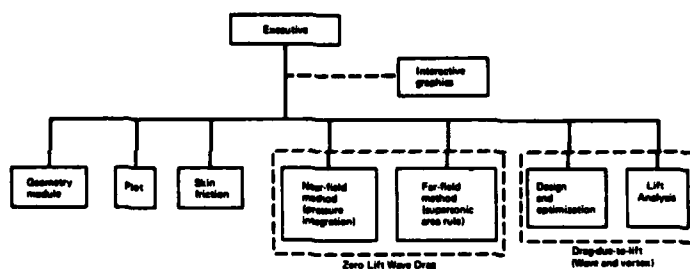 Executive
Interactive
graphics
Geometry
module
Plot
Skin
friction
Near-field
method
(pressure
integration)
Far-field
method
(supersonic
area rule)
Design
and
optimization
Lift
Analysis
Zero Lift Wave Drag
Drag-due-to-lift
(Wave and vortex)